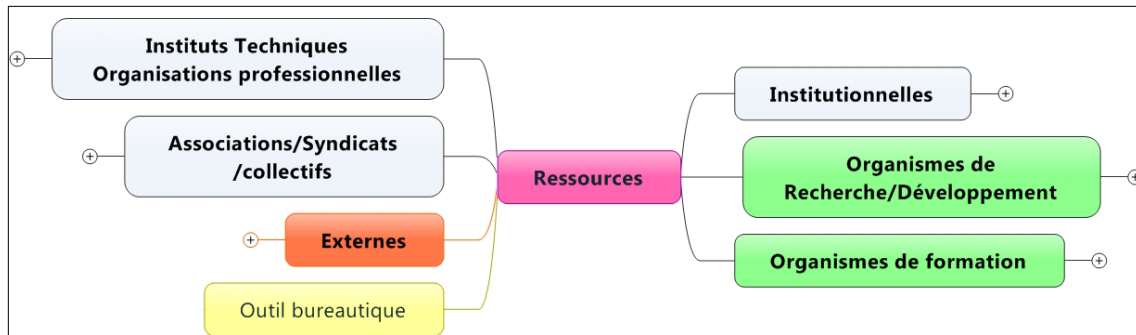 Instituts Techniques
Organisations professionnelles
Associations/Syndicats
/collectifs
Externes
Outil bureautique
Ressources
Institutionnelles
Organismes de
Recherche/Développement
Organismes de formation